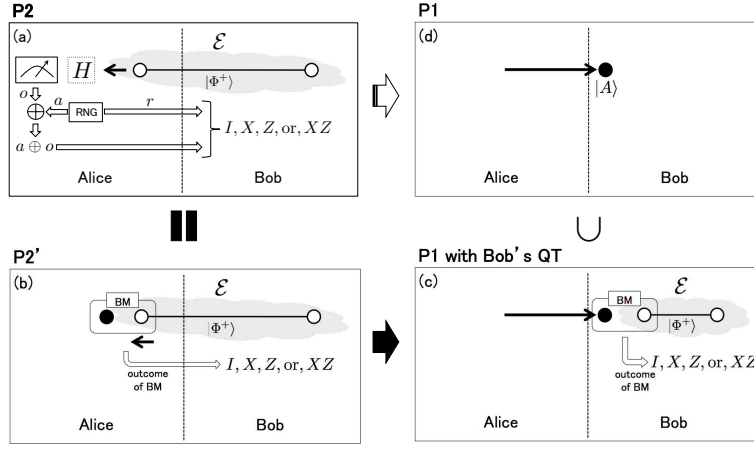 P2
(a)
ℰ
H
|Φ⁺⟩
o
a
RNG
r
I, X, Z, or, XZ
a ⊕ o
Alice
Bob
P1
(d)
|A⟩
Alice
Bob
P2'
(b)
ℰ
BM
|Φ⁺⟩
I, X, Z, or, XZ
outcome
of BM
Alice
Bob
P1 with Bob's QT
(c)
ℰ
BM
|Φ⁺⟩
I, X, Z, or, XZ
outcome
of BM
Alice
Bob